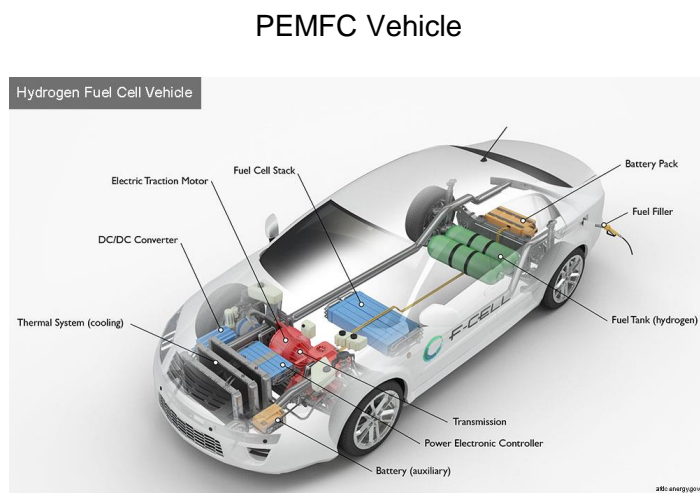 PEMFC Vehicle
Hydrogen Fuel Cell Vehicle
Battery Pack
Fuel Cell Stack
Electric Traction Motor
Fuel Filler
DC/DC Converter
Thermal System (cooling)
Fuel Tank (hydrogen)
F-CELL
Transmission
Power Electronic Controller
Battery (auxiliary)
afdc.energy.gov